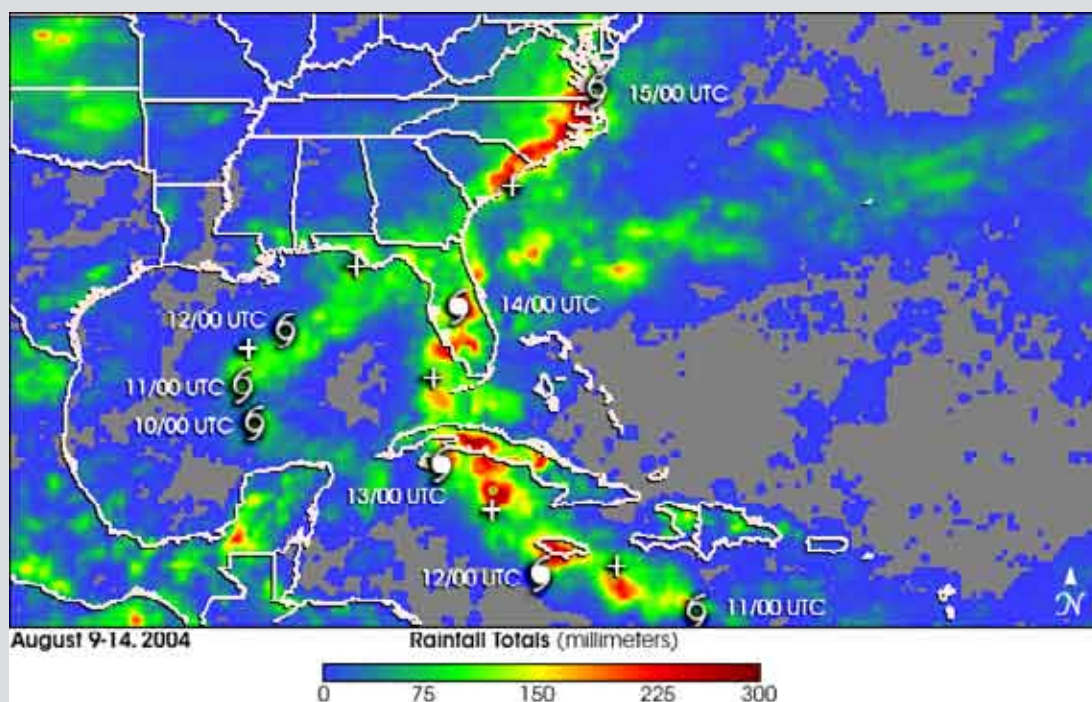 15/00 UTC
14/00 UTC
12/00 UTC
11/00 UTC
10/00 UTC
13/00 UTC
12/00 UTC
11/00 UTC
N
August 9-14, 2004
Rainfall Totals (millimeters)
0 75 150 225 300